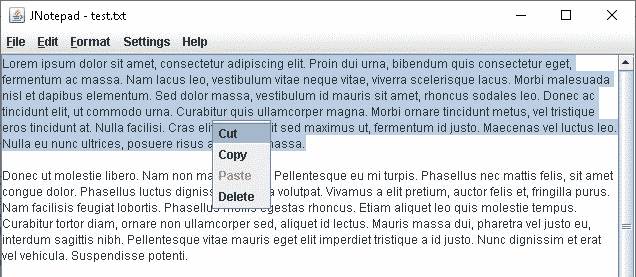 JNotepad - test.txt
File Edit Format Settings Help
Lorem ipsum dolor sit amet, consectetur adipiscing elit. Proin dui urna, bibendum quis consectetur eget,
fermentum ac massa. Nam lacus leo, vestibulum vitae neque vitae, viverra scelerisque lacus. Morbi malesuada
nisl et dapibus elementum. Sed dolor massa, vestibulum id mauris sit amet, rhoncus sodales leo. Donec ac
tincidunt elit, ut commodo urna. Curabitur quis ullamcorper magna. Morbi ornare tincidunt metus, vel tristique
eros tincidunt at. Nulla facilisi. Cras eli it sed maximus ut, fermentum id justo. Maecenas vel luctus leo.
Nulla eu nunc ultrices, posuere risus massa.
Cut
Copy
Paste
Delete
Donec ut molestie libero. Nam non ma Pellentesque eu mi turpis. Phasellus nec mattis felis, sit amet
congue dolor. Phasellus luctus digniss a volutpat. Vivamus a elit pretium, auctor felis et, fringilla purus.
Nam facilisis feugiat lobortis. Phasellus egestas rhoncus. Etiam aliquet leo quis molestie tempus.
Curabitur tortor diam, ornare non ullamcorper sed, aliquet id lectus. Mauris massa dui, pharetra vel justo eu,
interdum sagittis nibh. Pellentesque vitae mauris eget elit imperdiet tristique a id justo. Nunc dignissim et erat
vel vehicula. Suspendisse potenti.